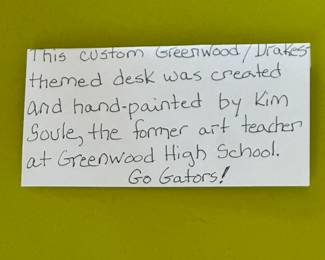 This custom Greenwood/Drakes
themed desk was created
and hand-painted by Kim
Soule, the former art teacher
at Greenwood High School.
Go Gators!